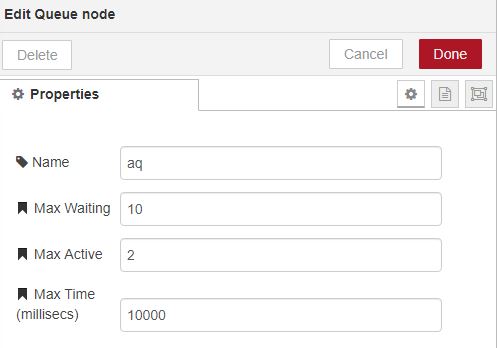 Edit Queue node
Delete Cancel Done
Properties
Name aq
Max Waiting 10
Max Active 2
Max Time
(millisecs) 10000